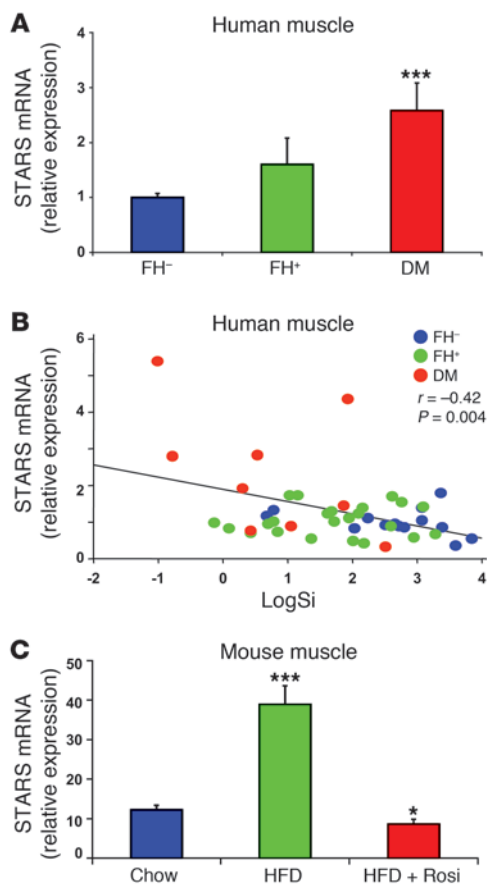 A
Human muscle
STARS mRNA
(relative expression)
4
3
2
1
0
***
FH⁻
FH⁺
DM
B
Human muscle
STARS mRNA
(relative expression)
6
4
2
0
FH⁻
FH⁺
DM
r = –0.42
P = 0.004
-2
-1
0
1
2
3
4
LogSi
C
Mouse muscle
STARS mRNA
(relative expression)
50
40
30
20
10
0
***
*
Chow
HFD
HFD + Rosi